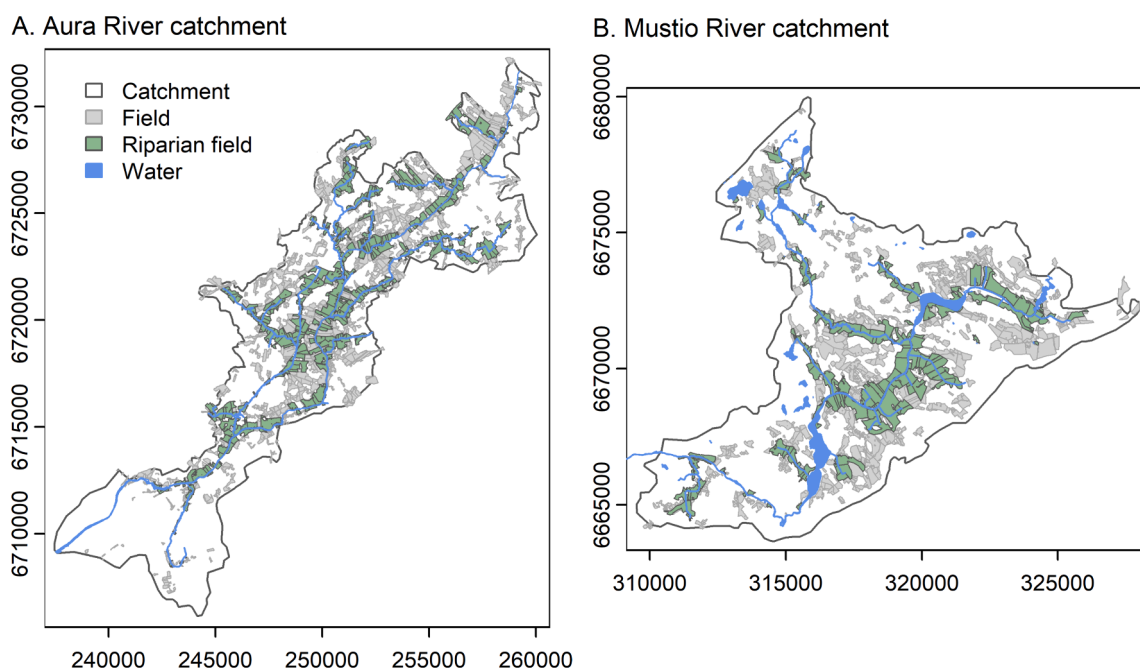 A. Aura River catchment
B. Mustio River catchment
Catchment
Field
Riparian field
Water
6730000
6725000
6720000
6715000
6710000
240000 245000 250000 255000 260000
6680000
6675000
6670000
6665000
310000 315000 320000 325000